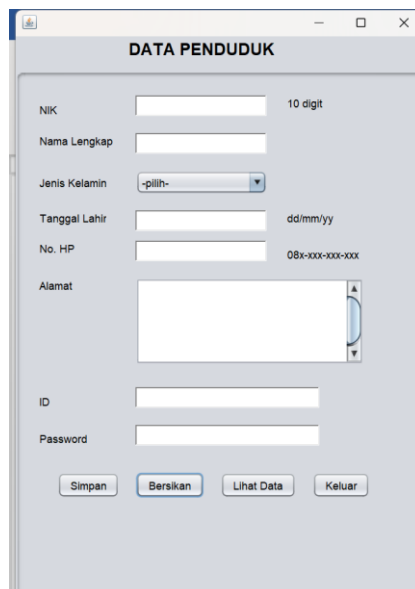 DATA PENDUDUK
NIK 10 digit
Nama Lengkap
Jenis Kelamin -pilih-
Tanggal Lahir dd/mm/yy
No. HP 08x-xxx-xxx-xxx
Alamat
ID
Password
Simpan Bersikan Lihat Data Keluar